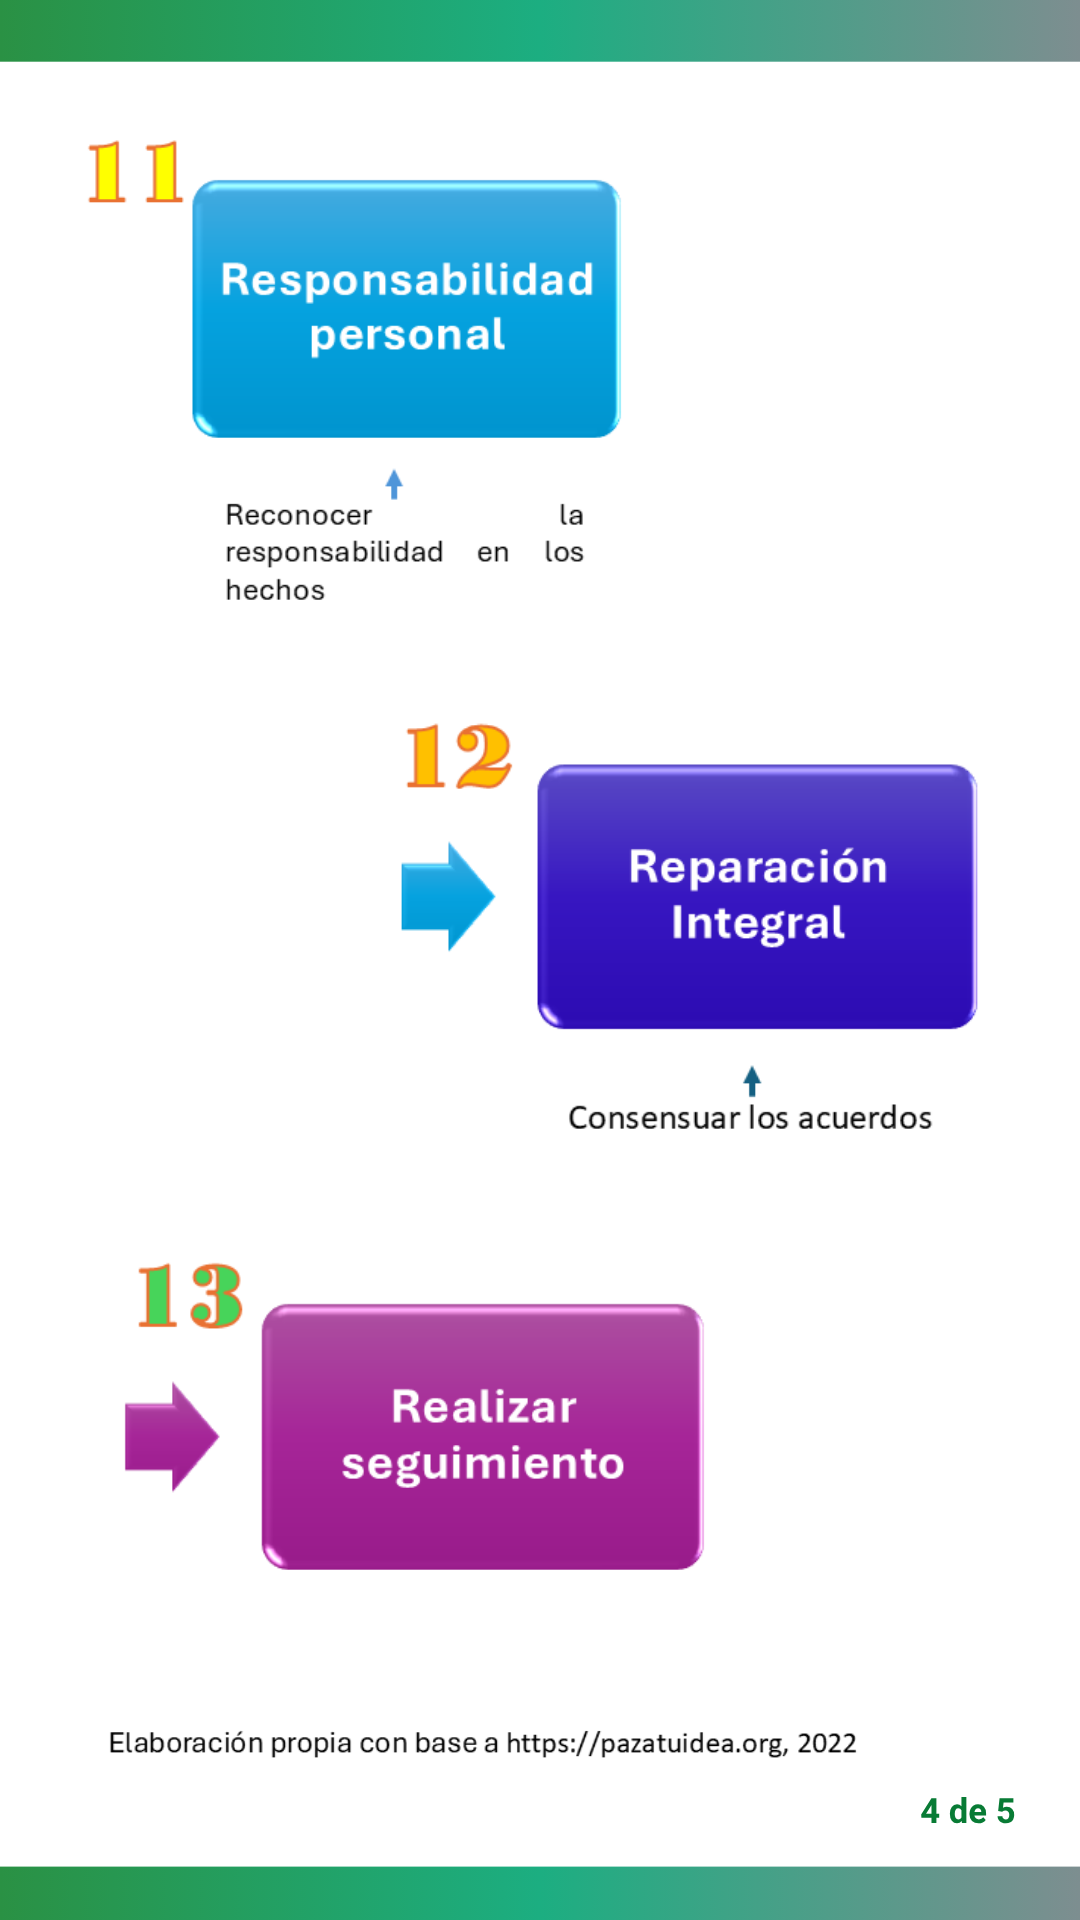 11
Responsabilidad
personal
Reconocer la
responsabilidad en los
hechos
12
Reparación
Integral
Consensuar los acuerdos
13
Realizar
seguimiento
Elaboración propia con base a https://pazatuidea.org, 2022
4 de 5